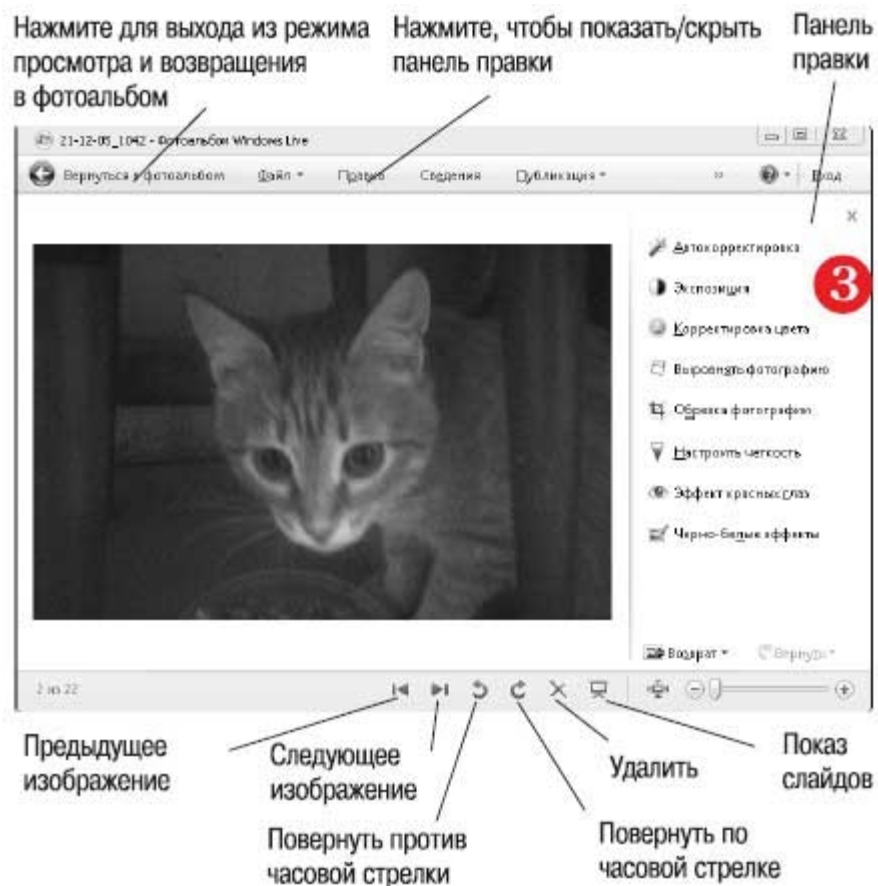 Нажмите для выхода из режима
просмотра и возвращения
в фотоальбом
Нажмите, чтобы показать/скрыть
панель правки
Панель
правки
21-12-05_1042 - Фотоальбом Windows Live
Вернуться в фотоальбом Файл Правка Сведения Публикация » Вход
Автокорректировка
3
Экспозиция
Корректировка цвета
Выровнять фотографию
Обрезка фотографии
Настроить четкость
Эффект красных глаз
Черно-белые эффекты
Возврат Вернуть
2 из 22
Предыдущее
изображение
Следующее
изображение
Удалить
Показ
слайдов
Повернуть против
часовой стрелки
Повернуть по
часовой стрелке